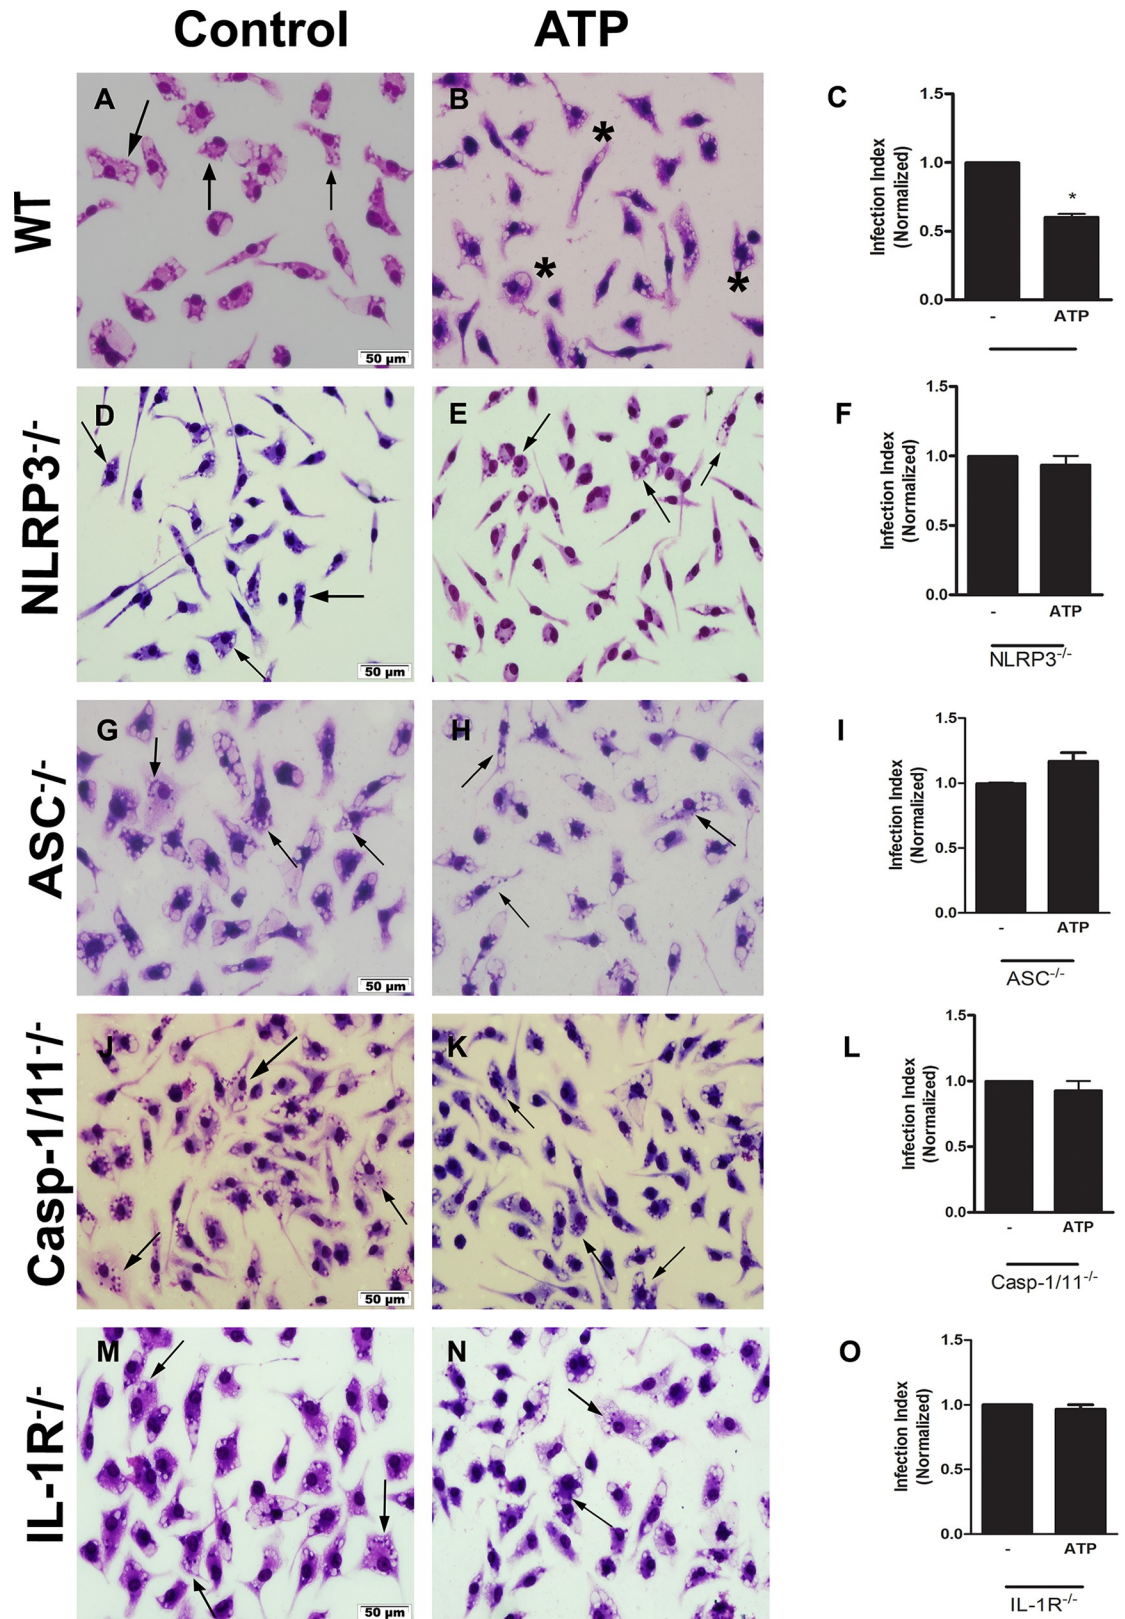 Control ATP
WT
A
B
*
*
*
50 µm
C
Infection Index
(Normalized)
1.5
1.0
0.5
0.0
*
- ATP
NLRP3-/-
D
E
50 µm
F
Infection Index
(Normalized)
1.5
1.0
0.5
0.0
- ATP
NLRP3-/-
ASC-/-
G
H
50 µm
I
Infection Index
(Normalized)
1.5
1.0
0.5
0.0
- ATP
ASC-/-
Casp-1/11-/-
J
K
50 µm
L
Infection Index
(Normalized)
1.5
1.0
0.5
0.0
- ATP
Casp-1/11-/-
IL-1R-/-
M
N
50 µm
O
Infection Index
(Normalized)
1.5
1.0
0.5
0.0
- ATP
IL-1R-/-